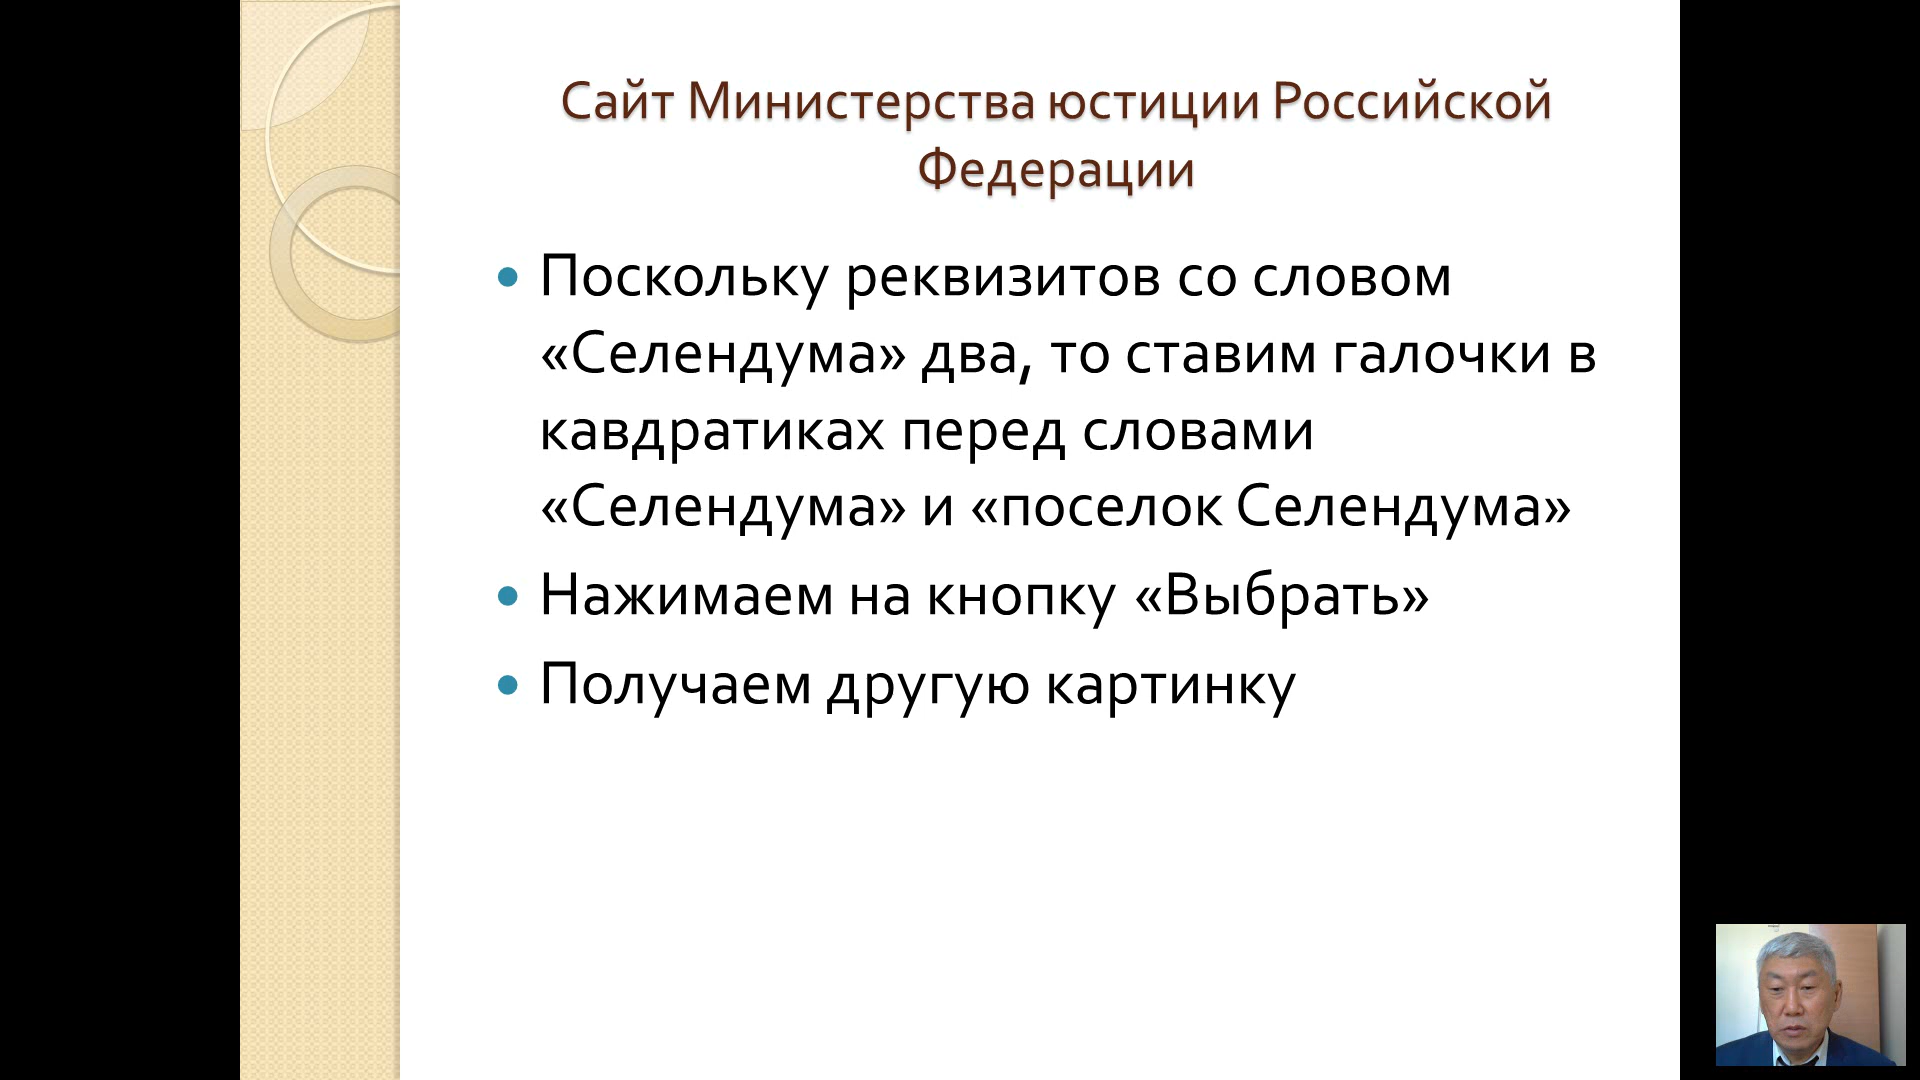 Сайт Министерства юстиции Российской
Федерации
• Поскольку реквизитов со словом
«Селендума» два, то ставим галочки в
кавдратиках перед словами
«Селендума» и «поселок Селендума»
• Нажимаем на кнопку «Выбрать»
• Получаем другую картинку